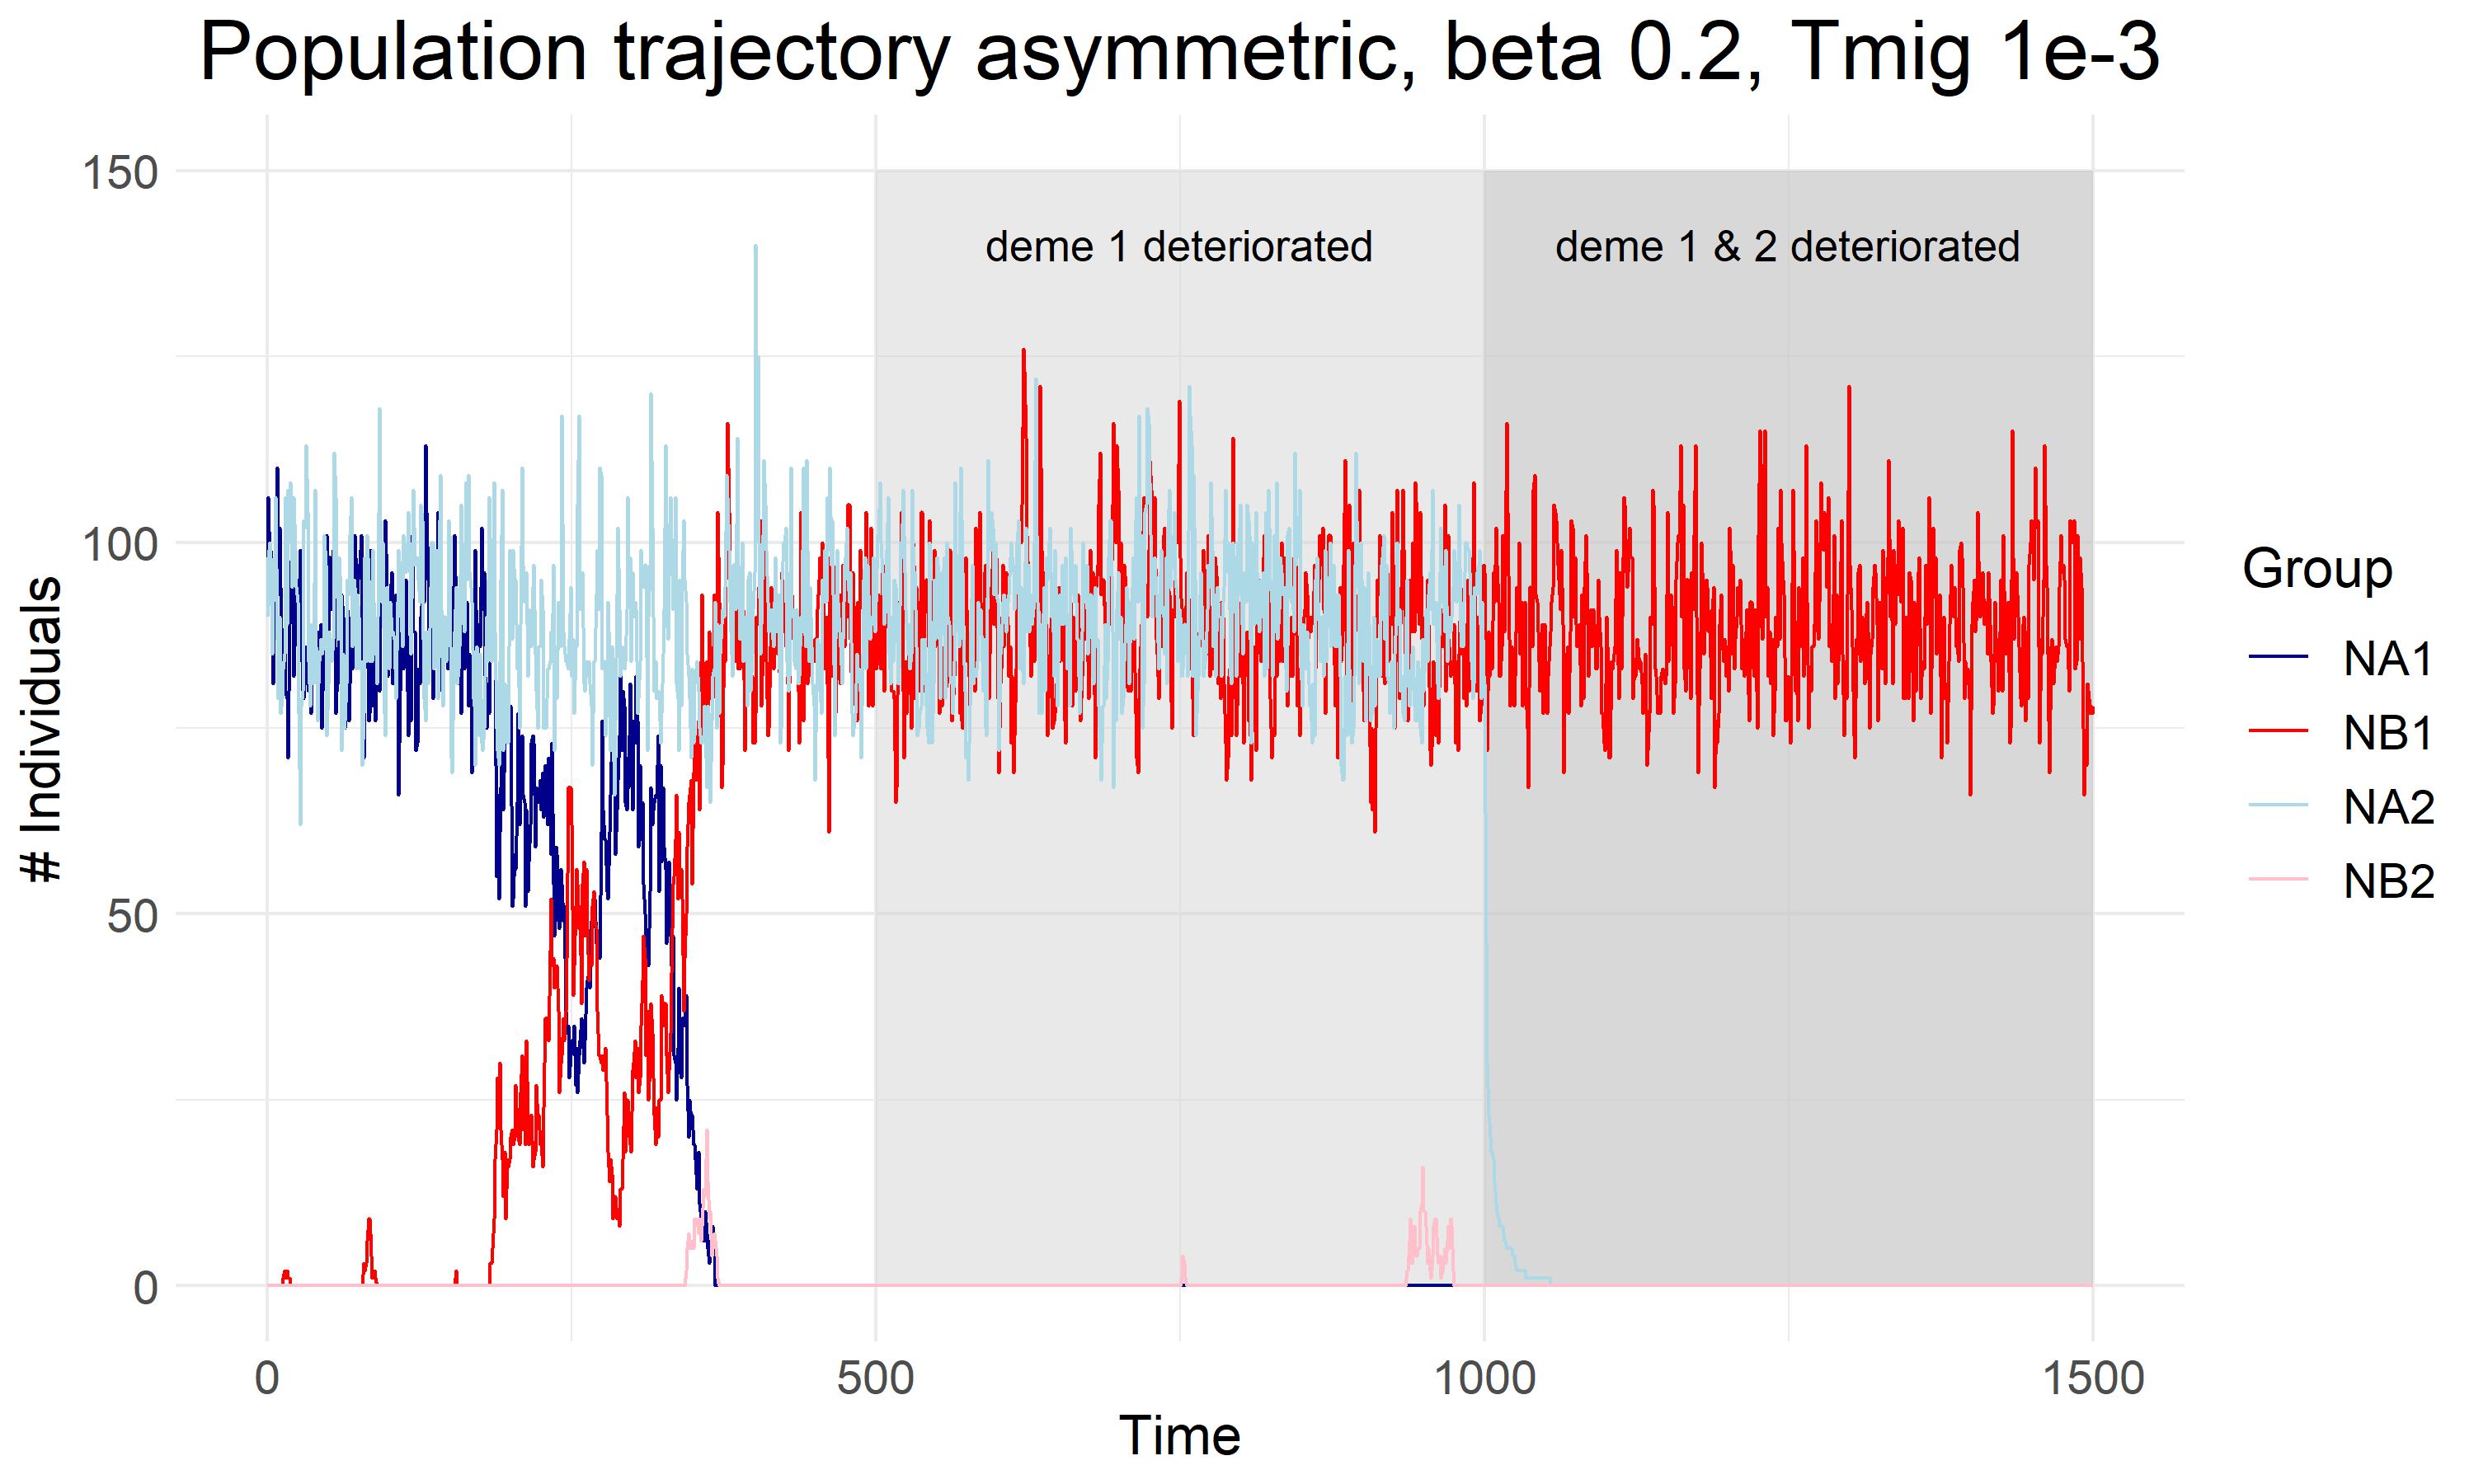 Population trajectory asymmetric, beta 0.2, Tmig 1e-3
150
100
50
0
# Individuals
deme 1 deteriorated
deme 1 & 2 deteriorated
0
500
1000
1500
Time
Group
NA1
NB1
NA2
NB2